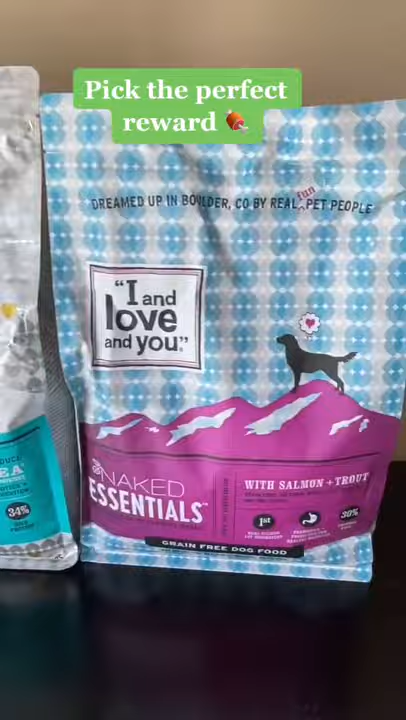 Pick the perfect
reward 🍖
DREAMED UP IN BOULDER, CO BY REAL fun PET PEOPLE
"I and
love
and you"
NAKED
ESSENTIALS™
WITH SALMON + TROUT
1st
30%
34%
GRAIN FREE DOG FOOD